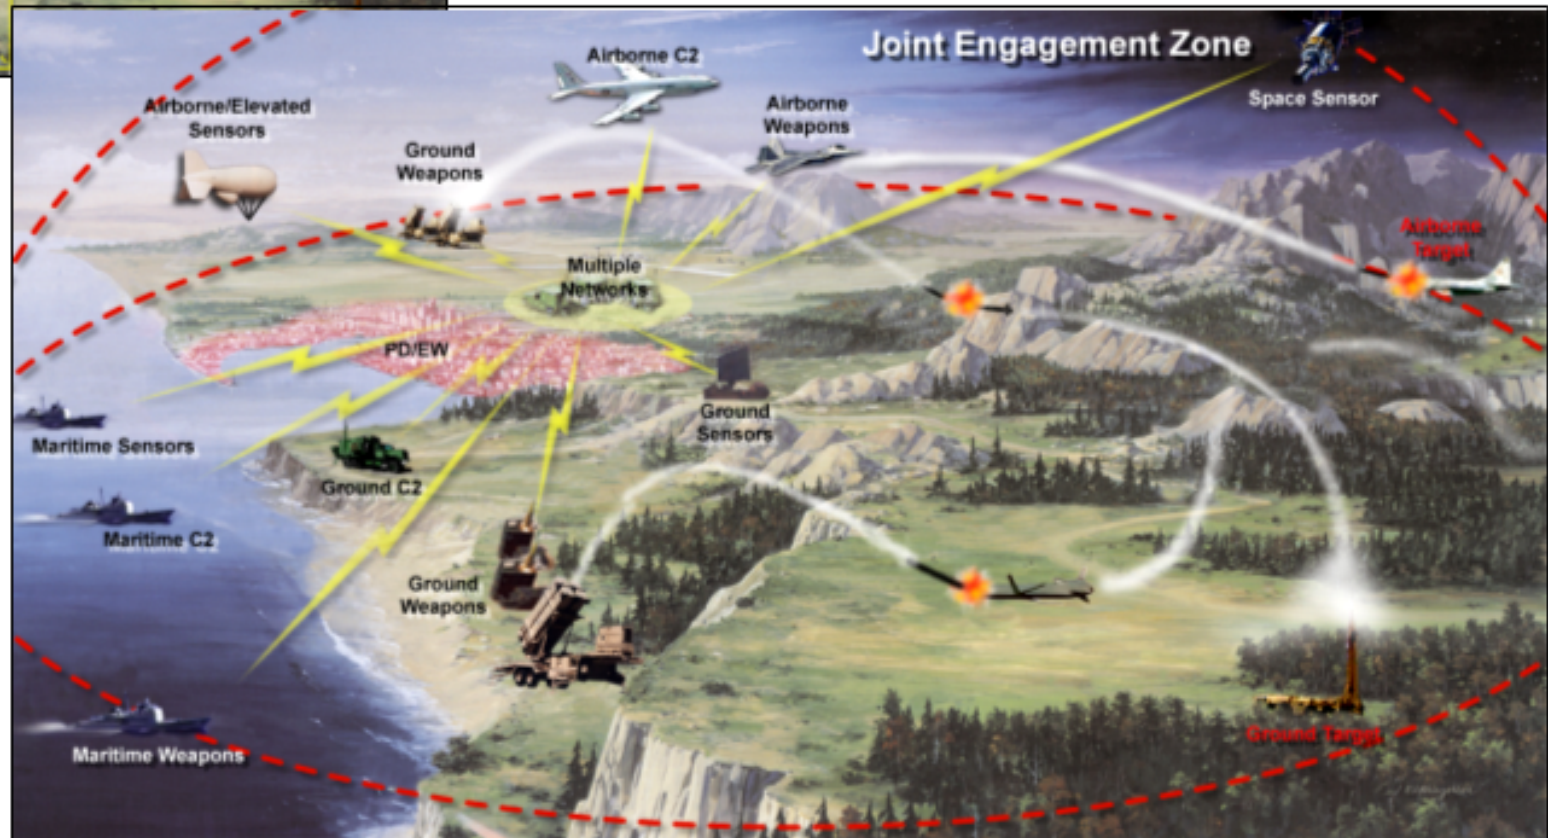 Joint Engagement Zone
Airborne C2
Space Sensor
Airborne/Elevated
Sensors
Airborne
Weapons
Ground
Weapons
Airborne
Target
Multiple
Networks
PD/EW
Ground
Sensors
Maritime Sensors
Ground C2
Maritime C2
Ground
Weapons
Ground Target
Maritime Weapons